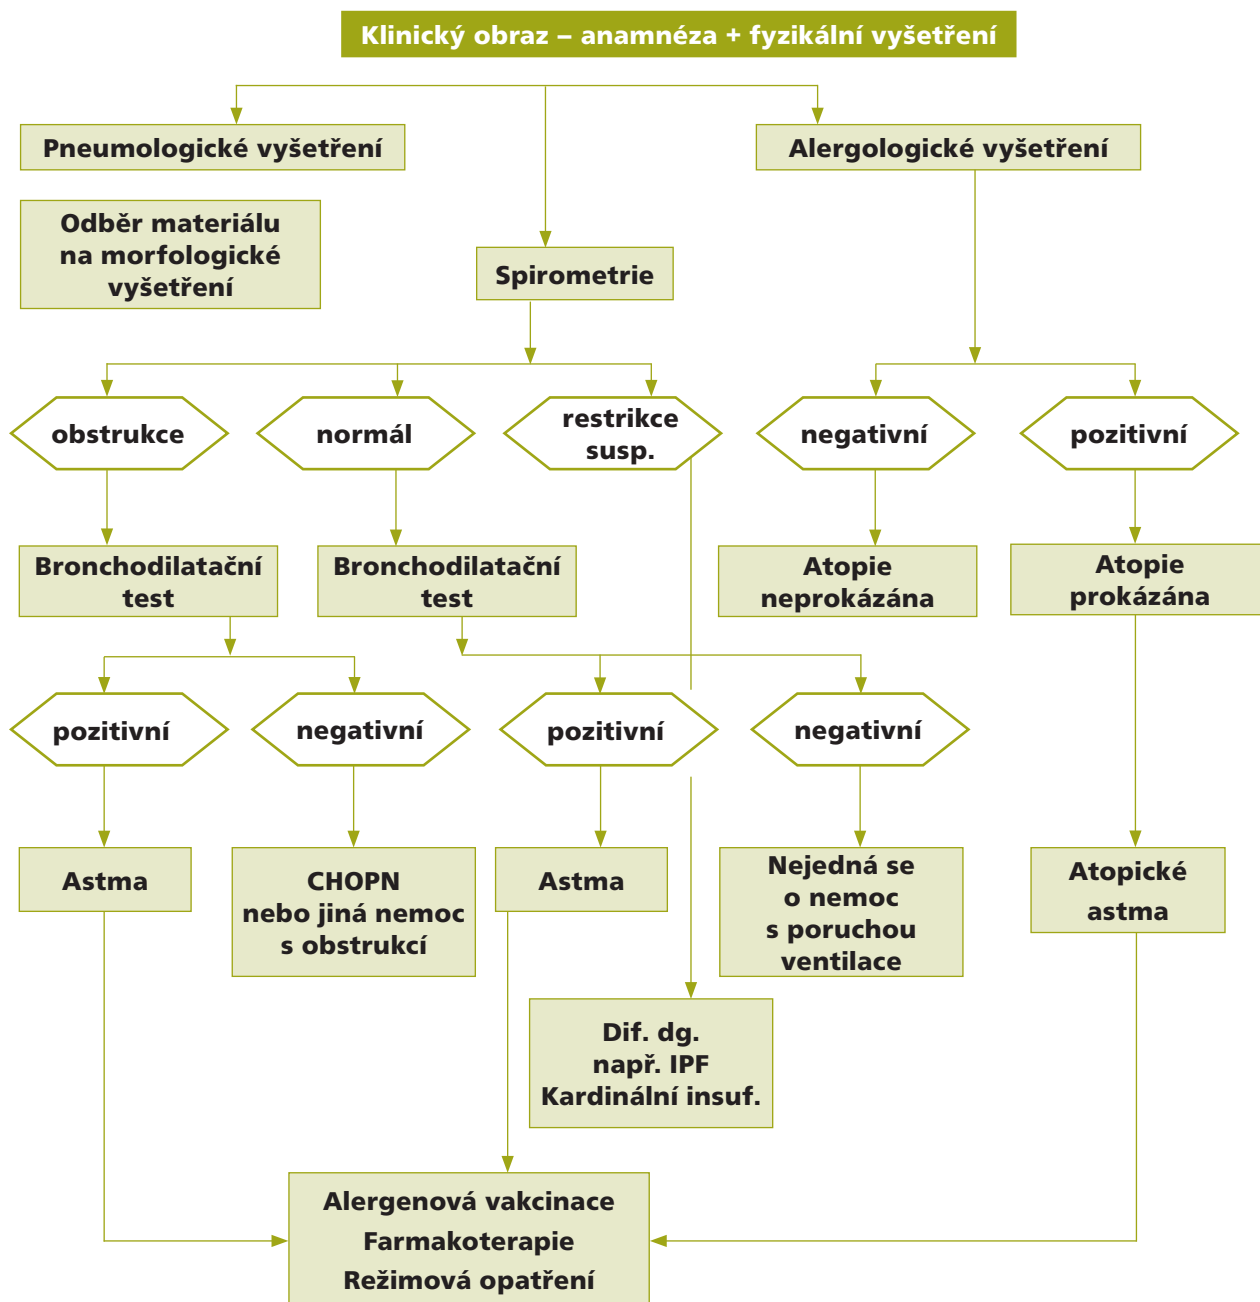 Klinický obraz – anamnéza + fyzikální vyšetření
Pneumologické vyšetření
Alergologické vyšetření
Odběr materiálu
na morfologické
vyšetření
Spirometrie
obstrukce
normál
restrikce
susp.
negativní
pozitivní
Bronchodilatační
test
Bronchodilatační
test
Atopie
neprokázána
Atopie
prokázána
pozitivní
negativní
pozitivní
negativní
Astma
CHOPN
nebo jiná nemoc
s obstrukcí
Astma
Nejedná se
o nemoc
s poruchou
ventilace
Atopické
astma
Dif. dg.
např. IPF
Kardinální insuf.
Alergenová vakcinace
Farmakoterapie
Režimová opatření